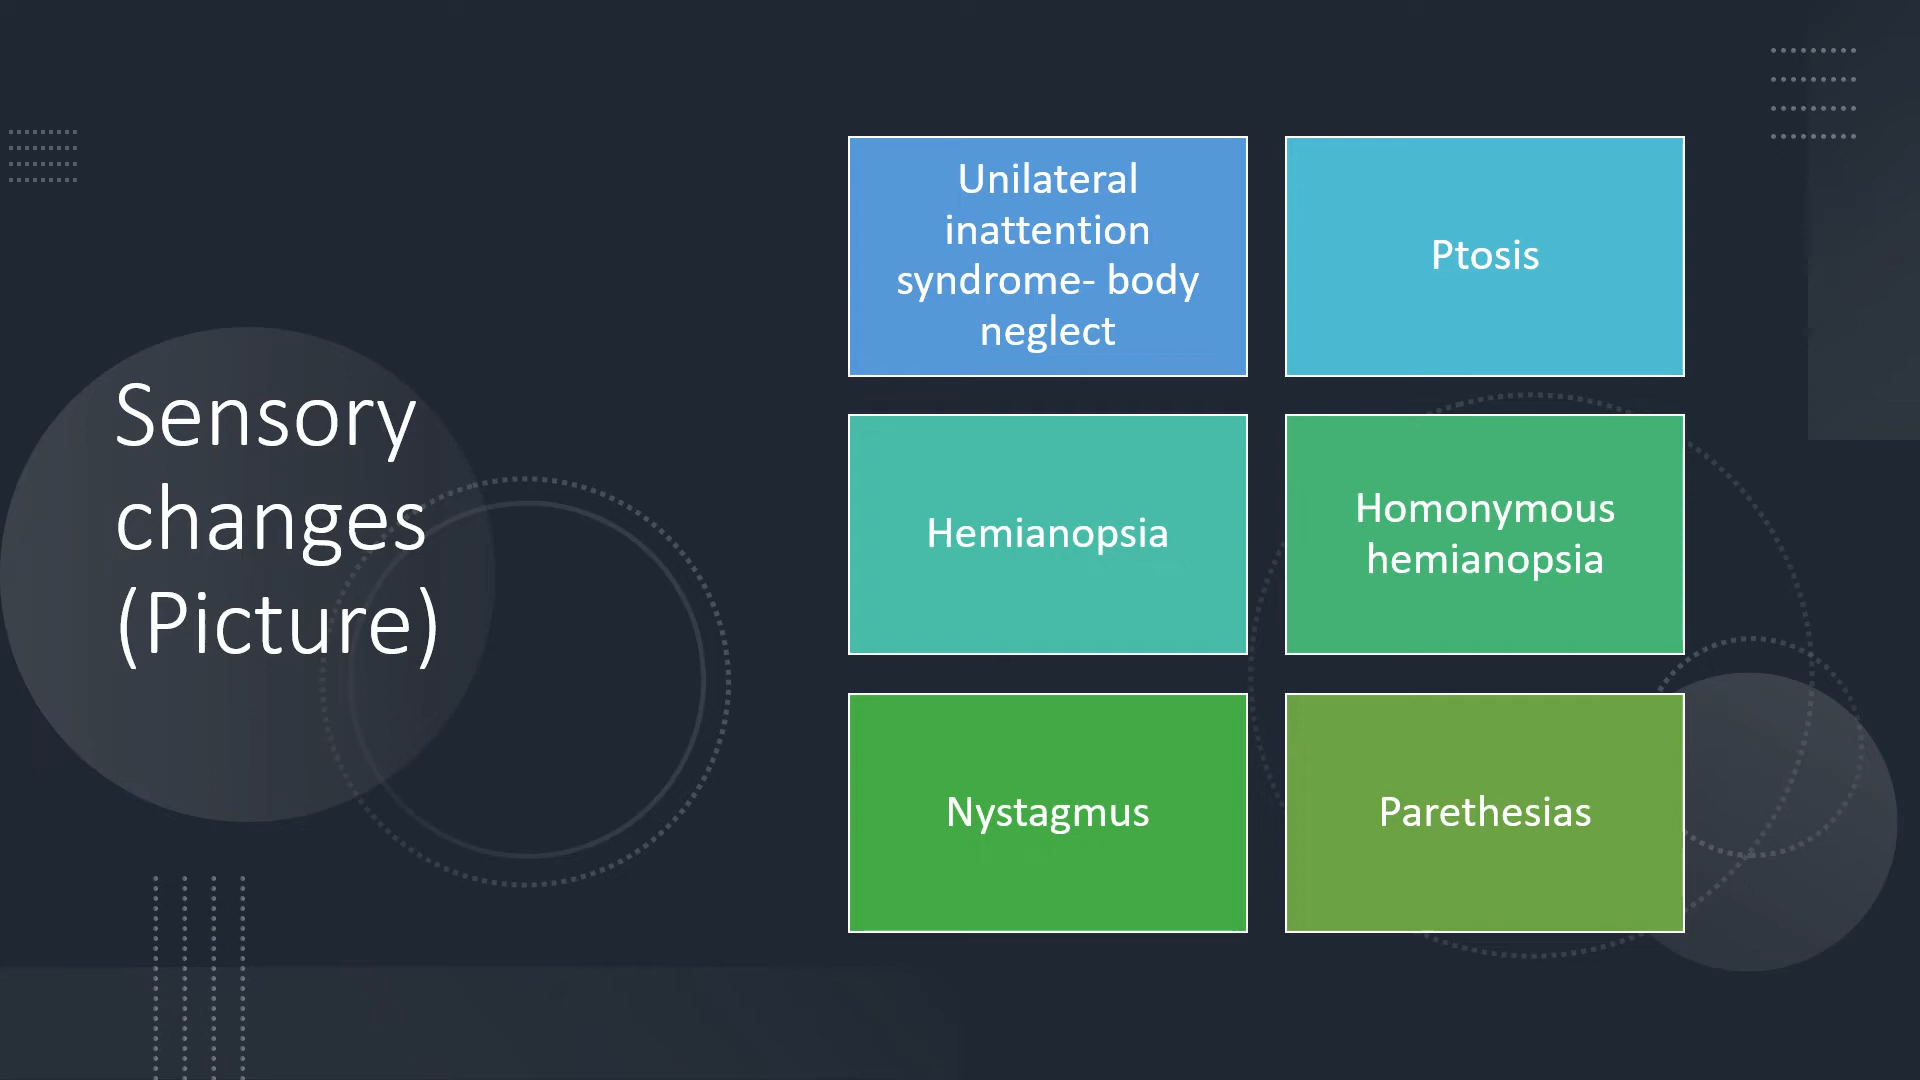 Sensory
changes
(Picture)
Unilateral
inattention
syndrome- body
neglect
Ptosis
Hemianopsia
Homonymous
hemianopsia
Nystagmus
Parethesias